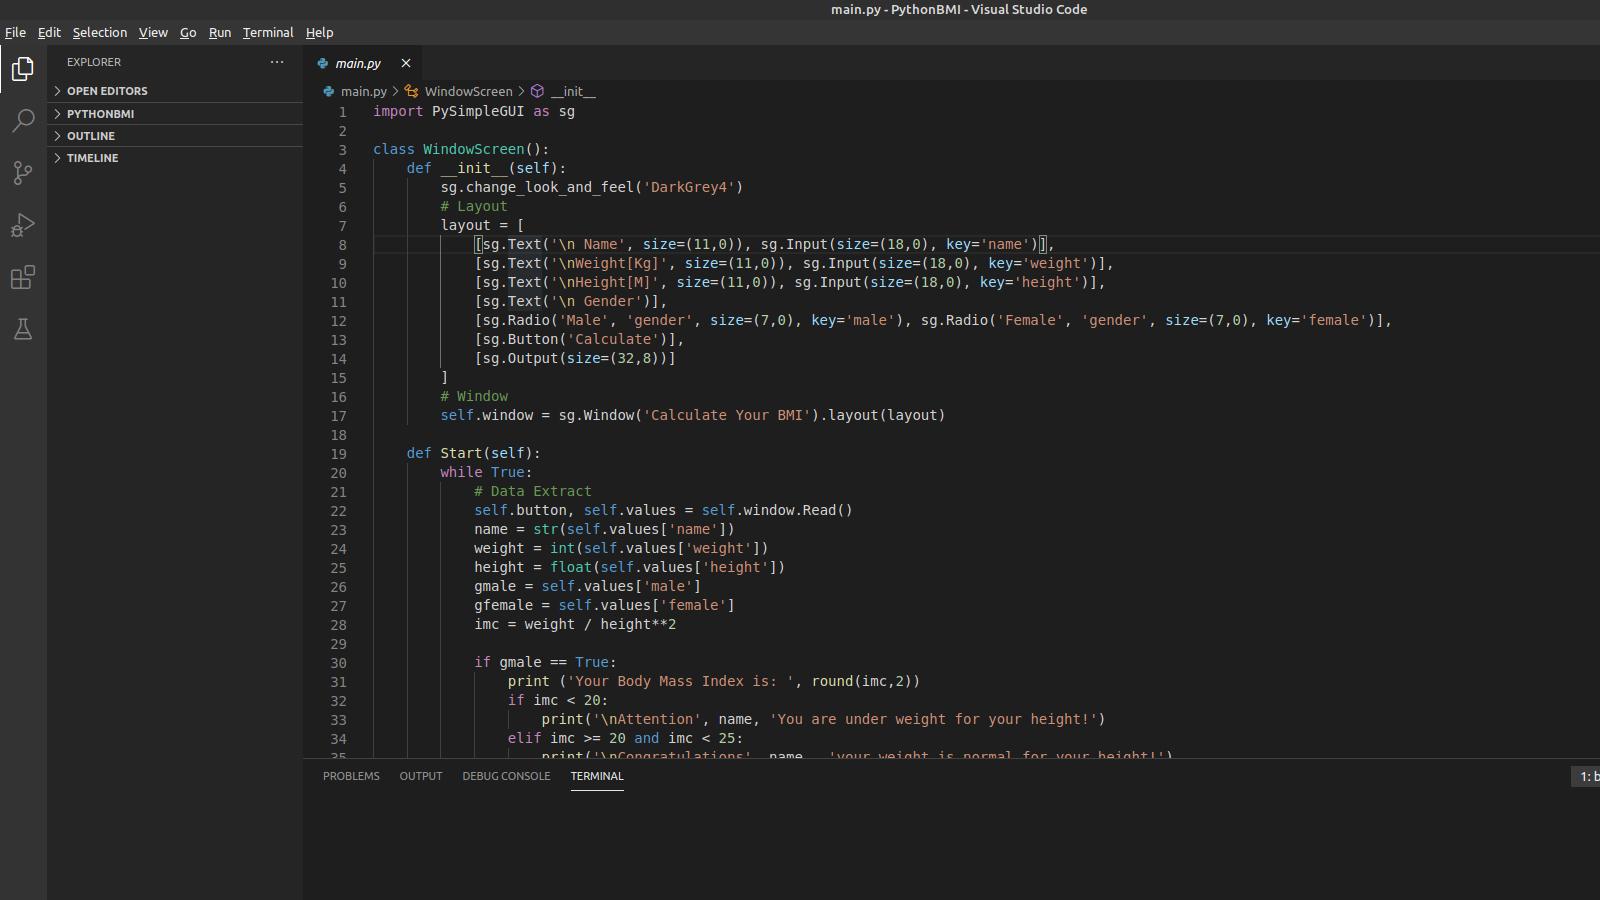 main.py - PythonBMI - Visual Studio Code
File Edit Selection View Go Run Terminal Help
EXPLORER
OPEN EDITORS
PYTHONBMI
OUTLINE
TIMELINE
main.py
main.py > WindowScreen > __init__
1 import PySimpleGUI as sg
2
3 class WindowScreen():
4 def __init__(self):
5 sg.change_look_and_feel('DarkGrey4')
6 # Layout
7 layout = [
8 [sg.Text('\n Name', size=(11,0)), sg.Input(size=(18,0), key='name')],
9 [sg.Text('\nWeight[Kg]', size=(11,0)), sg.Input(size=(18,0), key='weight')],
10 [sg.Text('\nHeight[M]', size=(11,0)), sg.Input(size=(18,0), key='height')],
11 [sg.Text('\n Gender')],
12 [sg.Radio('Male', 'gender', size=(7,0), key='male'), sg.Radio('Female', 'gender', size=(7,0), key='female')],
13 [sg.Button('Calculate')],
14 [sg.Output(size=(32,8))]
15 ]
16 # Window
17 self.window = sg.Window('Calculate Your BMI').layout(layout)
18
19 def Start(self):
20 while True:
21 # Data Extract
22 self.button, self.values = self.window.Read()
23 name = str(self.values['name'])
24 weight = int(self.values['weight'])
25 height = float(self.values['height'])
26 gmale = self.values['male']
27 gfemale = self.values['female']
28 imc = weight / height**2
29
30 if gmale == True:
31 print ('Your Body Mass Index is: ', round(imc,2))
32 if imc < 20:
33 print('\nAttention', name, 'You are under weight for your height!')
34 elif imc >= 20 and imc < 25:
35 print('\nCongratulations', name, 'your weight is normal for your height!')
PROBLEMS OUTPUT DEBUG CONSOLE TERMINAL
1: b